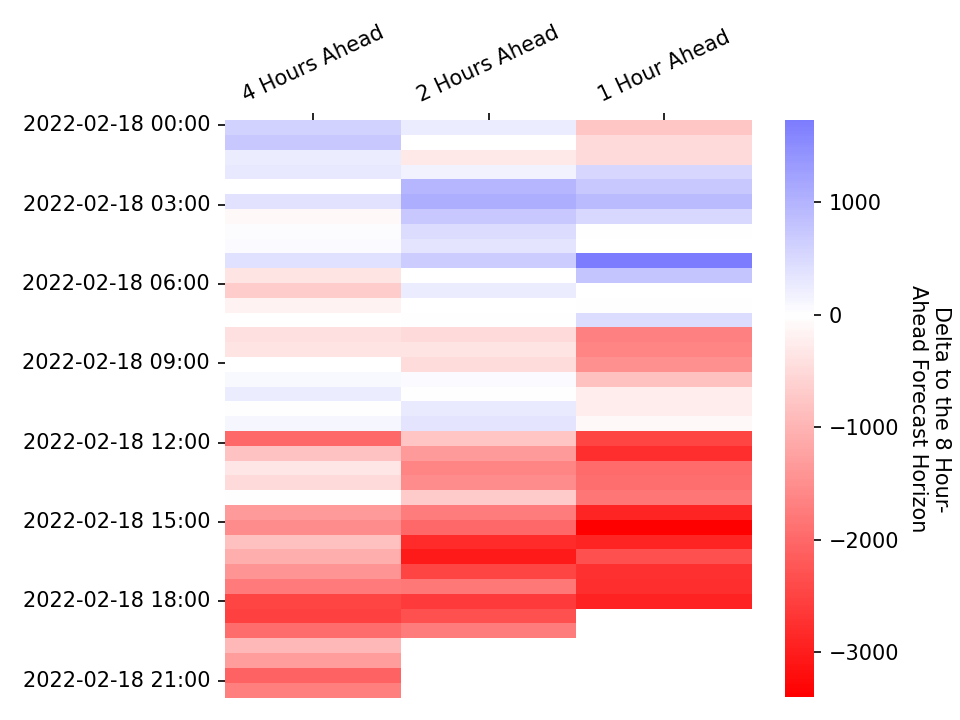 4 Hours Ahead
2 Hours Ahead
1 Hour Ahead
2022-02-18 00:00
2022-02-18 03:00
2022-02-18 06:00
2022-02-18 09:00
2022-02-18 12:00
2022-02-18 15:00
2022-02-18 18:00
2022-02-18 21:00
1000
0
−1000
−2000
−3000
Delta to the 8 Hour-
Ahead Forecast Horizon